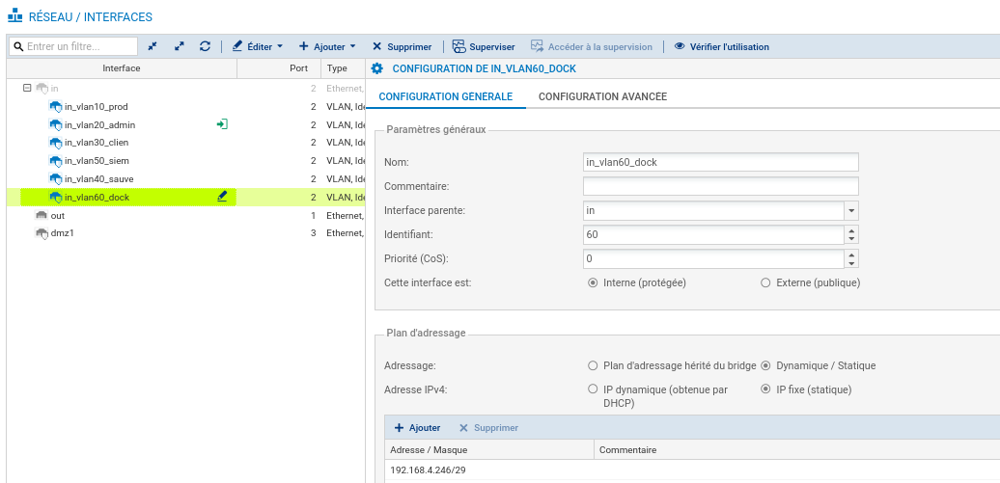 RÉSEAU / INTERFACES
Entrer un filtre... Éditer Ajouter Supprimer Superviser Accéder à la supervision Vérifier l'utilisation
Interface Port Type
in 2 Ethernet,
in_vlan10_prod 2 VLAN, Ide
in_vlan20_admin 2 VLAN, Ide
in_vlan30_clien 2 VLAN, Ide
in_vlan50_siem 2 VLAN, Ide
in_vlan40_sauve 2 VLAN, Ide
in_vlan60_dock 2 VLAN, Ide
out 1 Ethernet,
dmz1 3 Ethernet,
CONFIGURATION DE IN_VLAN60_DOCK
CONFIGURATION GÉNÉRALE CONFIGURATION AVANCÉE
Paramètres généraux
Nom: in_vlan60_dock
Commentaire:
Interface parente: in
Identifiant: 60
Priorité (CoS): 0
Cette interface est: Interne (protégée) Externe (publique)
Plan d'adressage
Adressage: Plan d'adressage hérité du bridge Dynamique / Statique
Adresse IPv4: IP dynamique (obtenue par IP fixe (statique)
DHCP)
Ajouter Supprimer
Adresse / Masque Commentaire
192.168.4.246/29